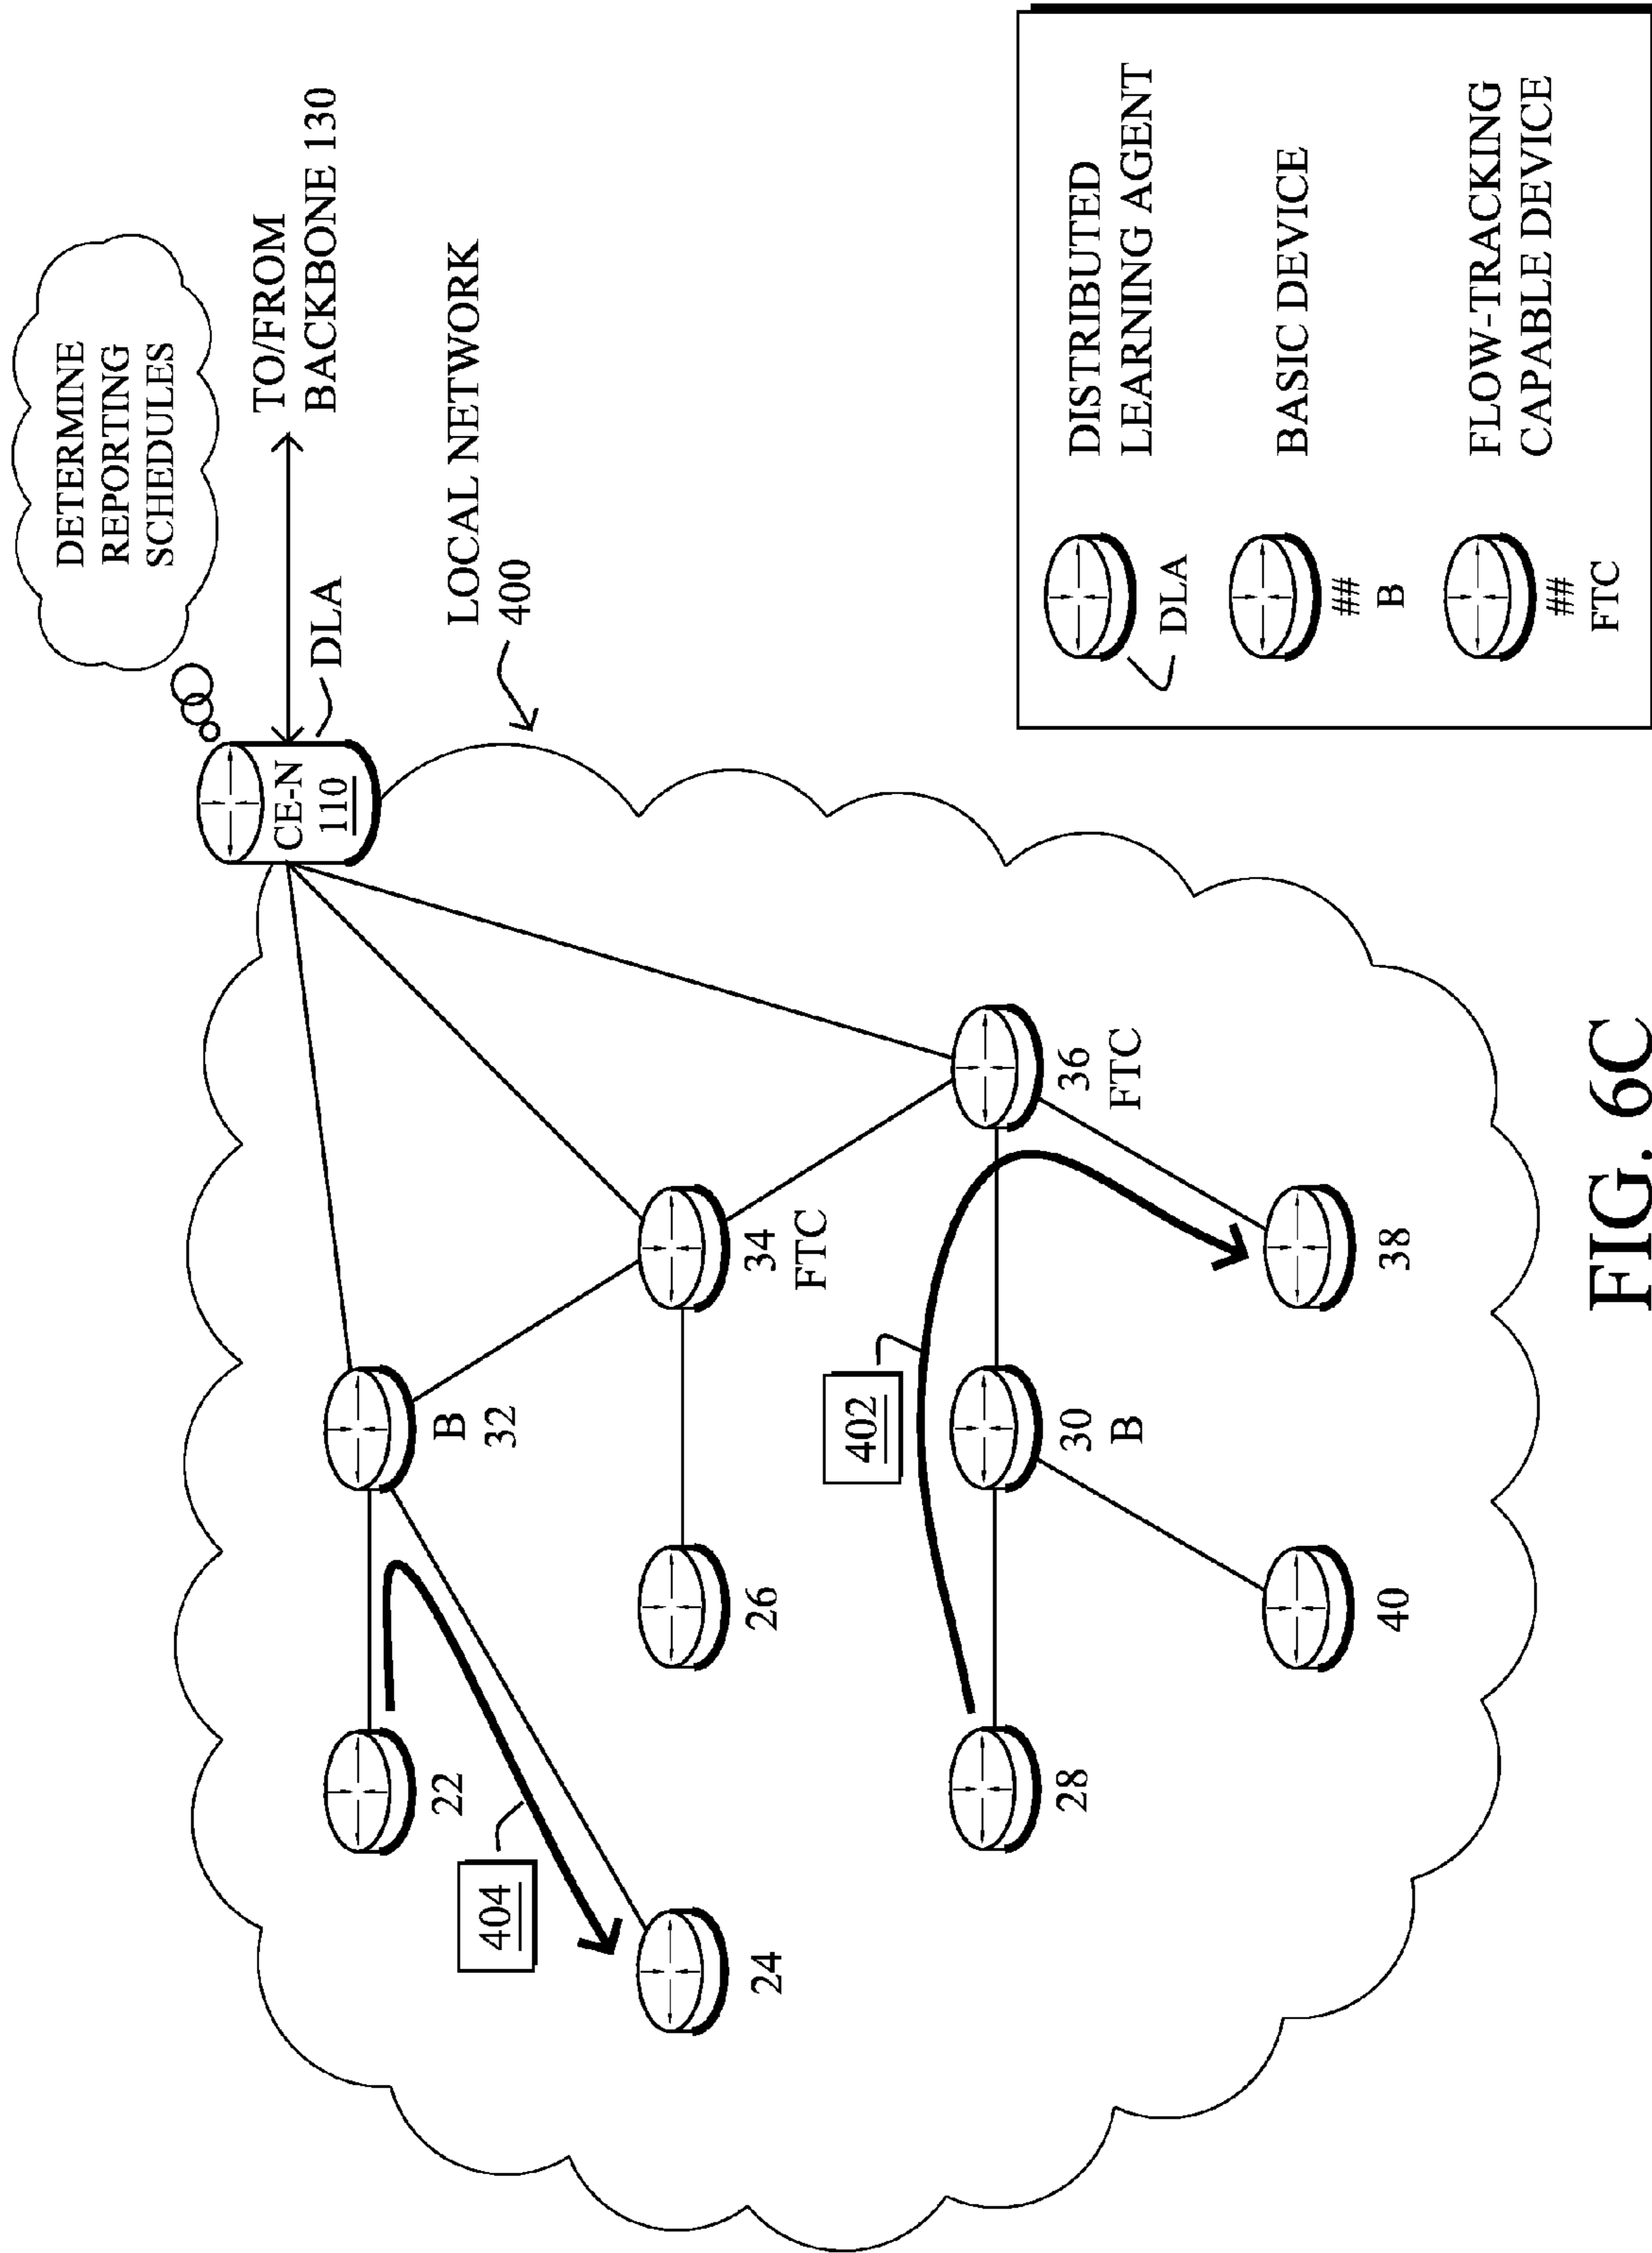 DETERMINE
REPORTING
SCHEDULES
TO/FROM
BACKBONE 130
CE-N
110
DLA
LOCAL NETWORK
400
22
B
32
404
24
34
FTC
26
402
36
FTC
28
30
B
38
40
DLA
DISTRIBUTED
LEARNING AGENT
##
B
BASIC DEVICE
##
FTC
FLOW-TRACKING
CAPABLE DEVICE
FIG. 6C